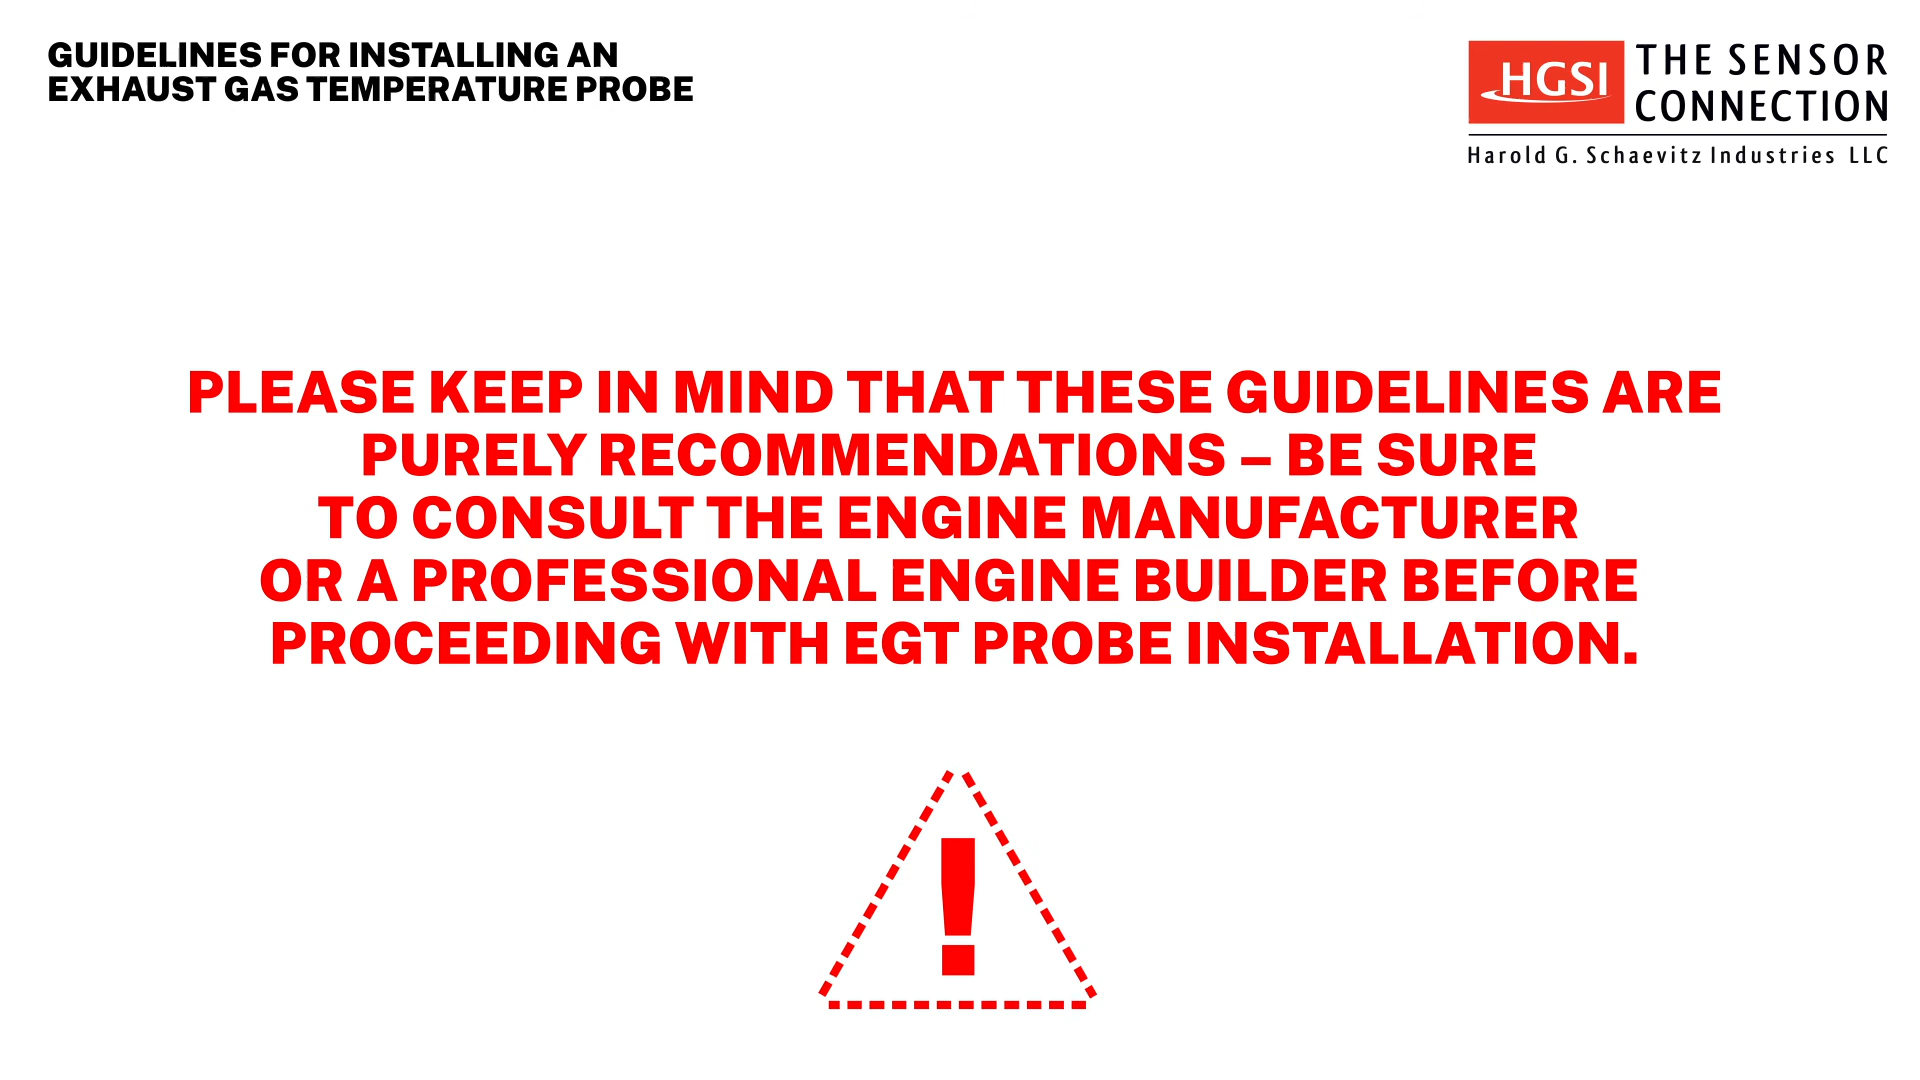 GUIDELINES FOR INSTALLING AN
EXHAUST GAS TEMPERATURE PROBE
HGSI
THE SENSOR
CONNECTION
Harold G. Schaevitz Industries LLC
PLEASE KEEP IN MIND THAT THESE GUIDELINES ARE
PURELY RECOMMENDATIONS – BE SURE
TO CONSULT THE ENGINE MANUFACTURER
OR A PROFESSIONAL ENGINE BUILDER BEFORE
PROCEEDING WITH EGT PROBE INSTALLATION.
!